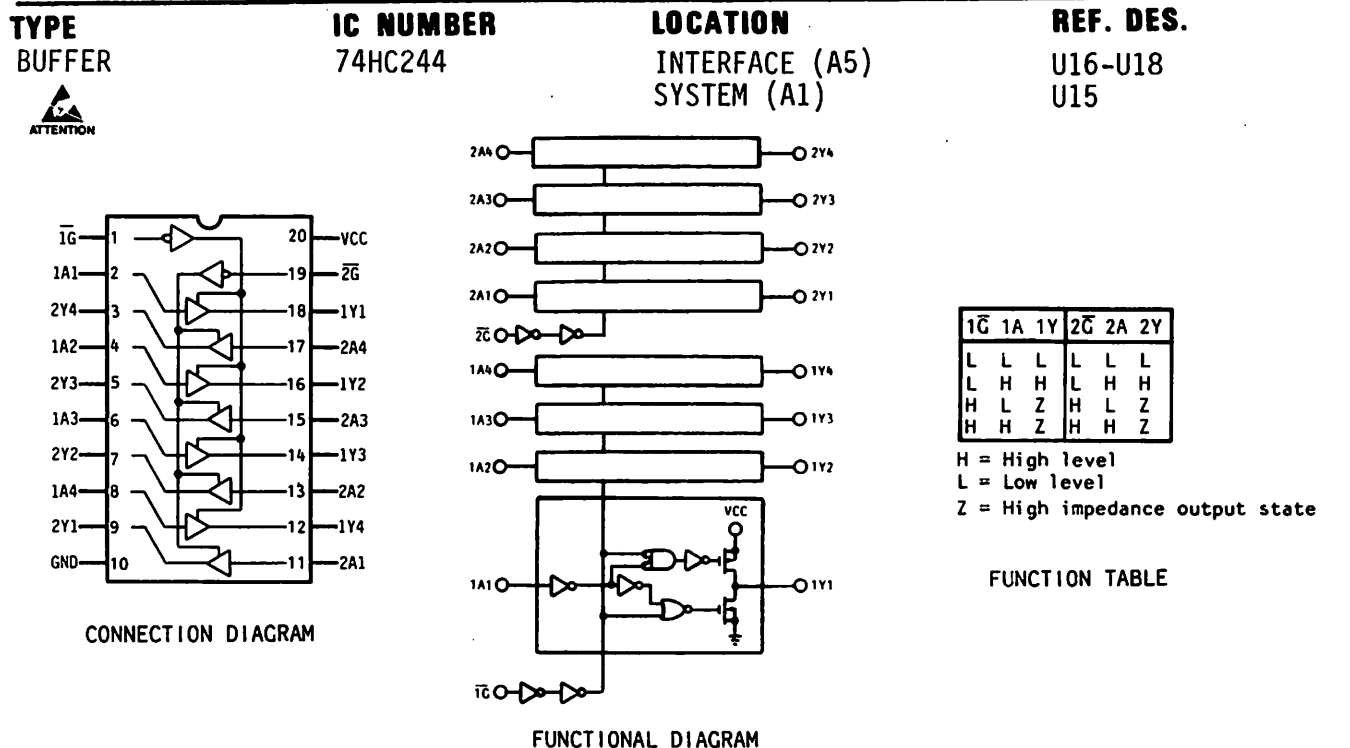 TYPE IC NUMBER LOCATION REF. DES.
BUFFER 74HC244 INTERFACE (A5) U16-U18
SYSTEM (A1) U15
ATTENTION
1G̅ 1 20 VCC
1A1 2 19 2G̅
2Y4 3 18 1Y1
1A2 4 17 2A4
2Y3 5 16 1Y2
1A3 6 15 2A3
2Y2 7 14 1Y3
1A4 8 13 2A2
2Y1 9 12 1Y4
GND 10 11 2A1
CONNECTION DIAGRAM
2A4 2Y4
2A3 2Y3
2A2 2Y2
2A1 2Y1
2G̅
1A4 1Y4
1A3 1Y3
1A2 1Y2
VCC
1A1 1Y1
1G̅
FUNCTIONAL DIAGRAM
1G̅ 1A 1Y 2G̅ 2A 2Y
L L L L L L
L H H L H H
H L Z H L Z
H H Z H H Z
H = High level
L = Low level
Z = High impedance output state
FUNCTION TABLE